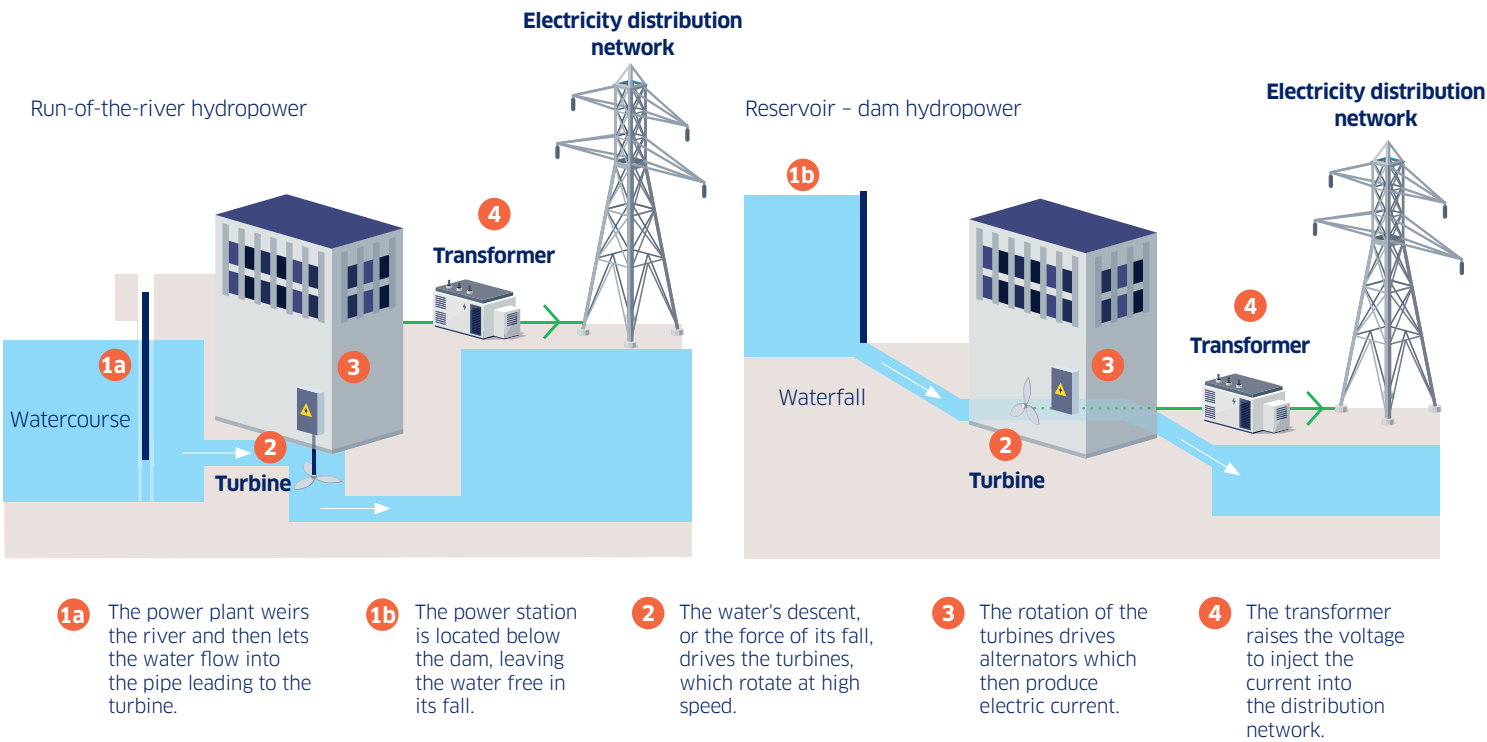 Electricity distribution
network
Run-of-the-river hydropower
4
Transformer
1a
3
Watercourse
2
Turbine
Reservoir – dam hydropower
Electricity distribution
network
1b
4
Transformer
3
Waterfall
2
Turbine
1a
The power plant weirs
the river and then lets
the water flow into
the pipe leading to the
turbine.
1b
The power station
is located below
the dam, leaving
the water free in
its fall.
2
The water's descent,
or the force of its fall,
drives the turbines,
which rotate at high
speed.
3
The rotation of the
turbines drives
alternators which
then produce
electric current.
4
The transformer
raises the voltage
to inject the
current into
the distribution
network.